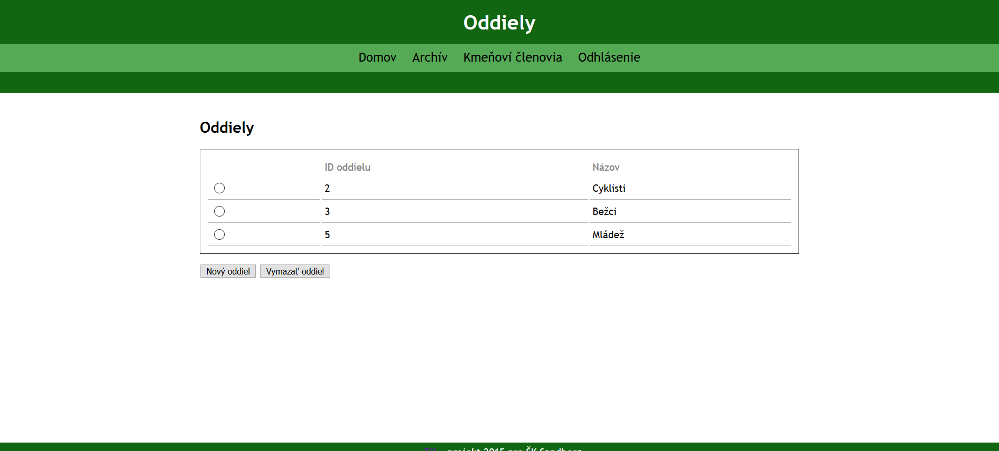 Oddiely
Domov Archív Kmeňoví členovia Odhlásenie
Oddiely
ID oddielu Názov
2 Cyklisti
3 Bežci
5 Mládež
Nový oddiel Vymazať oddiel
projekt 2015 pre ŠK Sandberg